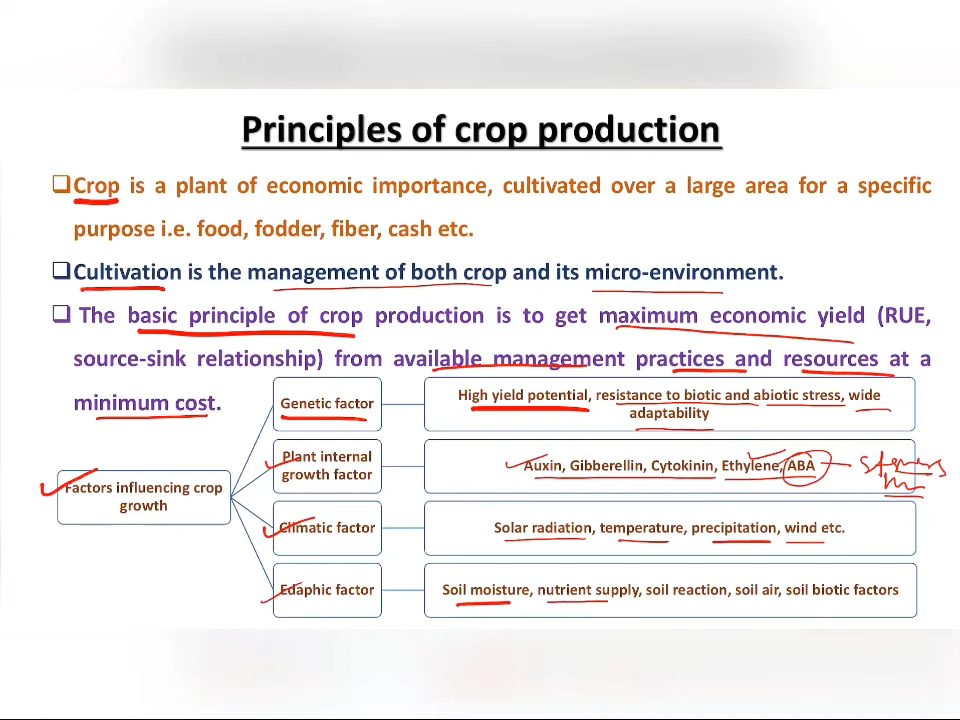 Principles of crop production
❑Crop is a plant of economic importance, cultivated over a large area for a specific
purpose i.e. food, fodder, fiber, cash etc.
❑Cultivation is the management of both crop and its micro-environment.
❑ The basic principle of crop production is to get maximum economic yield (RUE,
source-sink relationship) from available management practices and resources at a
minimum cost.
Factors influencing crop
growth
Genetic factor
High yield potential, resistance to biotic and abiotic stress, wide
adaptability
Plant internal
growth factor
Auxin, Gibberellin, Cytokinin, Ethylene, ABA
Climatic factor
Solar radiation, temperature, precipitation, wind etc.
Edaphic factor
Soil moisture, nutrient supply, soil reaction, soil air, soil biotic factors